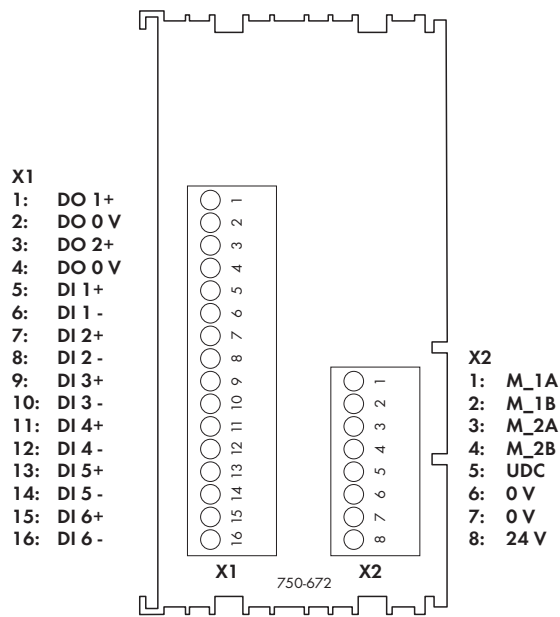 X1
1: DO 1+
2: DO 0 V
3: DO 2+
4: DO 0 V
5: DI 1+
6: DI 1 -
7: DI 2+
8: DI 2 -
9: DI 3+
10: DI 3 -
11: DI 4+
12: DI 4 -
13: DI 5+
14: DI 5 -
15: DI 6+
16: DI 6 -
1
2
3
4
5
6
7
8
9
10
11
12
13
14
15
16
X1
1
2
3
4
5
6
7
8
X2
750-672
X2
1: M_1A
2: M_1B
3: M_2A
4: M_2B
5: UDC
6: 0 V
7: 0 V
8: 24 V